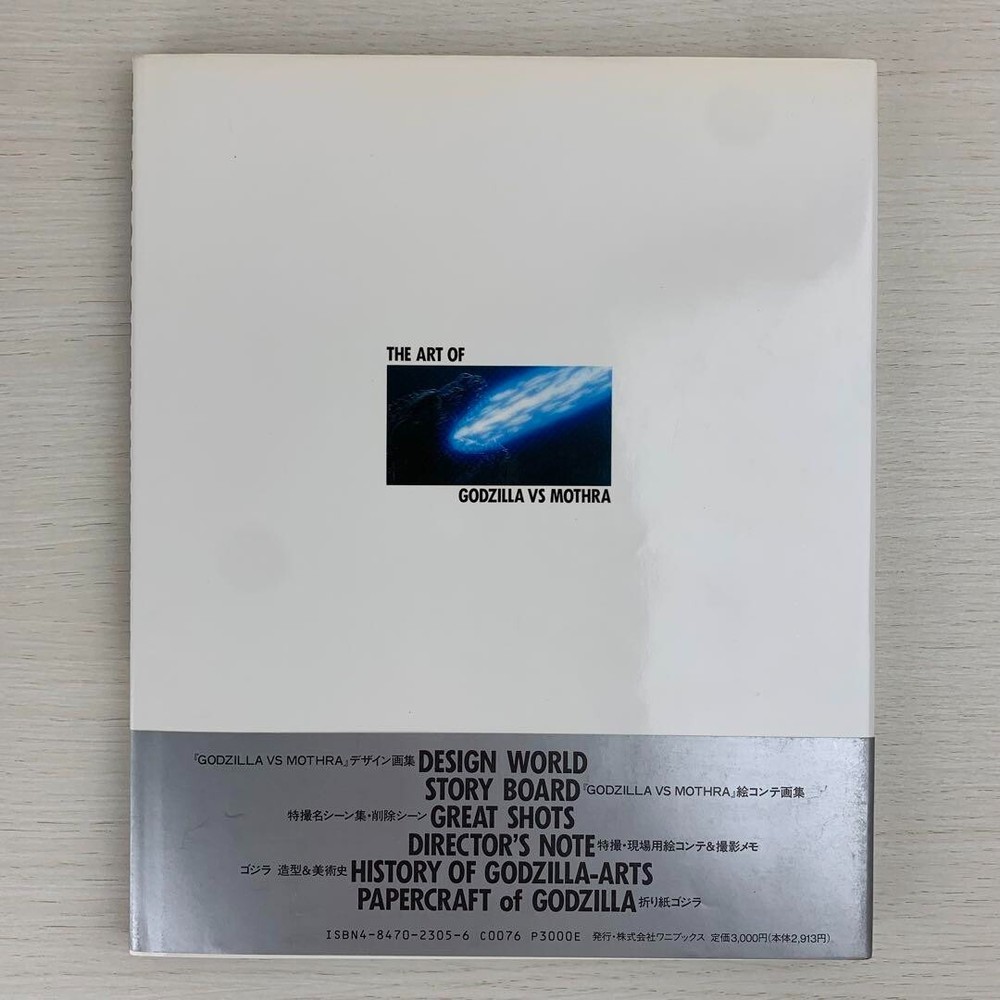 THE ART OF
GODZILLA VS MOTHRA
『GODZILLA VS MOTHRA』デザイン画集 DESIGN WORLD
STORY BOARD 『GODZILLA VS MOTHRA』絵コンテ画集
特撮名シーン集・削除シーン GREAT SHOTS
DIRECTOR'S NOTE 特撮・現場用絵コンテ&撮影メモ
ゴジラ 造型&美術史 HISTORY OF GODZILLA-ARTS
PAPERCRAFT of GODZILLA 折り紙ゴジラ
ISBN4-8470-2305-6 C0076 P3000E 発行・株式会社ワニブックス 定価3,000円(本体2,913円)